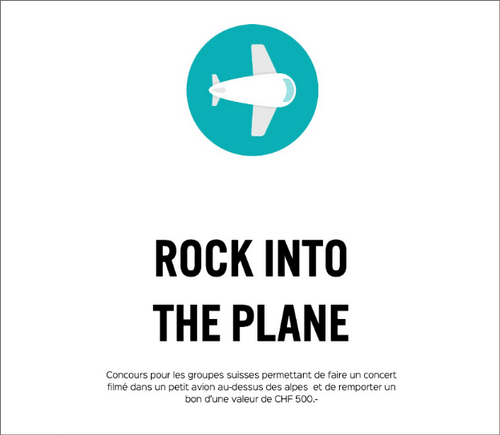 ROCK INTO
THE PLANE
Concours pour les groupes suisses permettant de faire un concert
filmé dans un petit avion au-dessus des alpes et de remporter un
bon d'une valeur de CHF 500.-